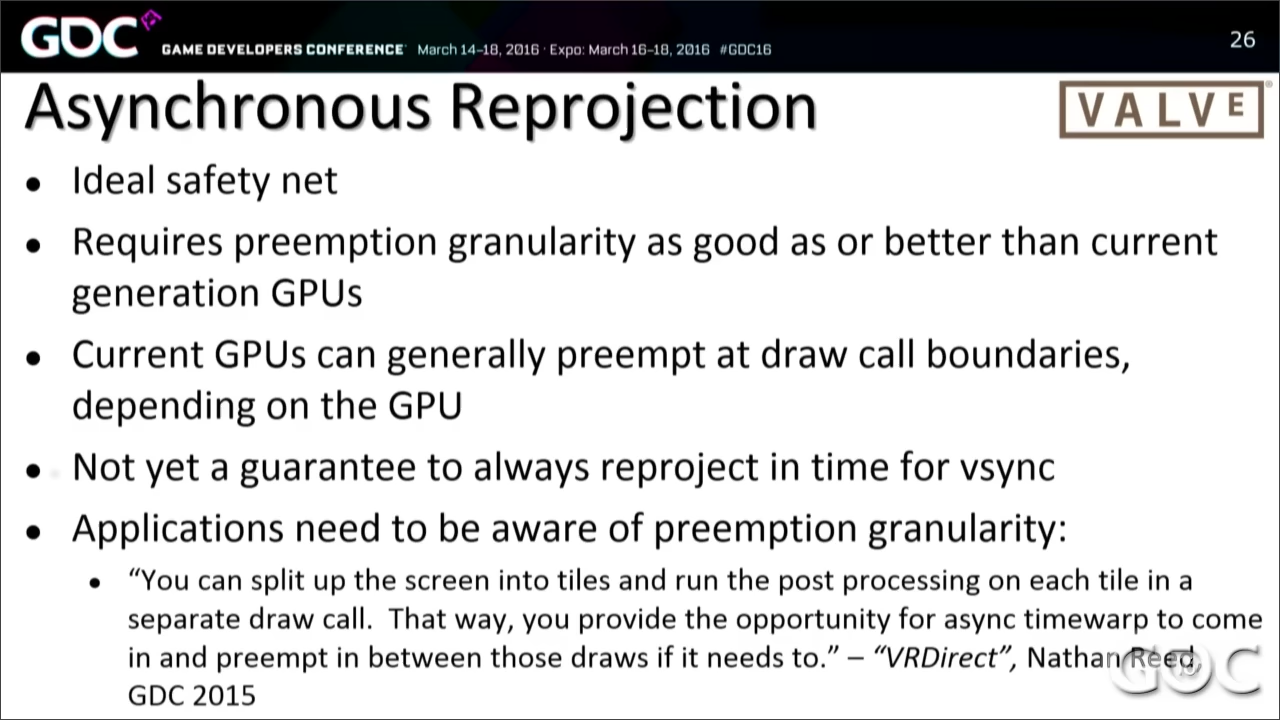 GDC GAME DEVELOPERS CONFERENCE March 14–18, 2016 · Expo: March 16–18, 2016 #GDC16
26
Asynchronous Reprojection
VALVE®
• Ideal safety net
• Requires preemption granularity as good as or better than current
generation GPUs
• Current GPUs can generally preempt at draw call boundaries,
depending on the GPU
• Not yet a guarantee to always reproject in time for vsync
• Applications need to be aware of preemption granularity:
• “You can split up the screen into tiles and run the post processing on each tile in a
separate draw call. That way, you provide the opportunity for async timewarp to come
in and preempt in between those draws if it needs to.” – “VRDirect”, Nathan Reed,
GDC 2015
GDC